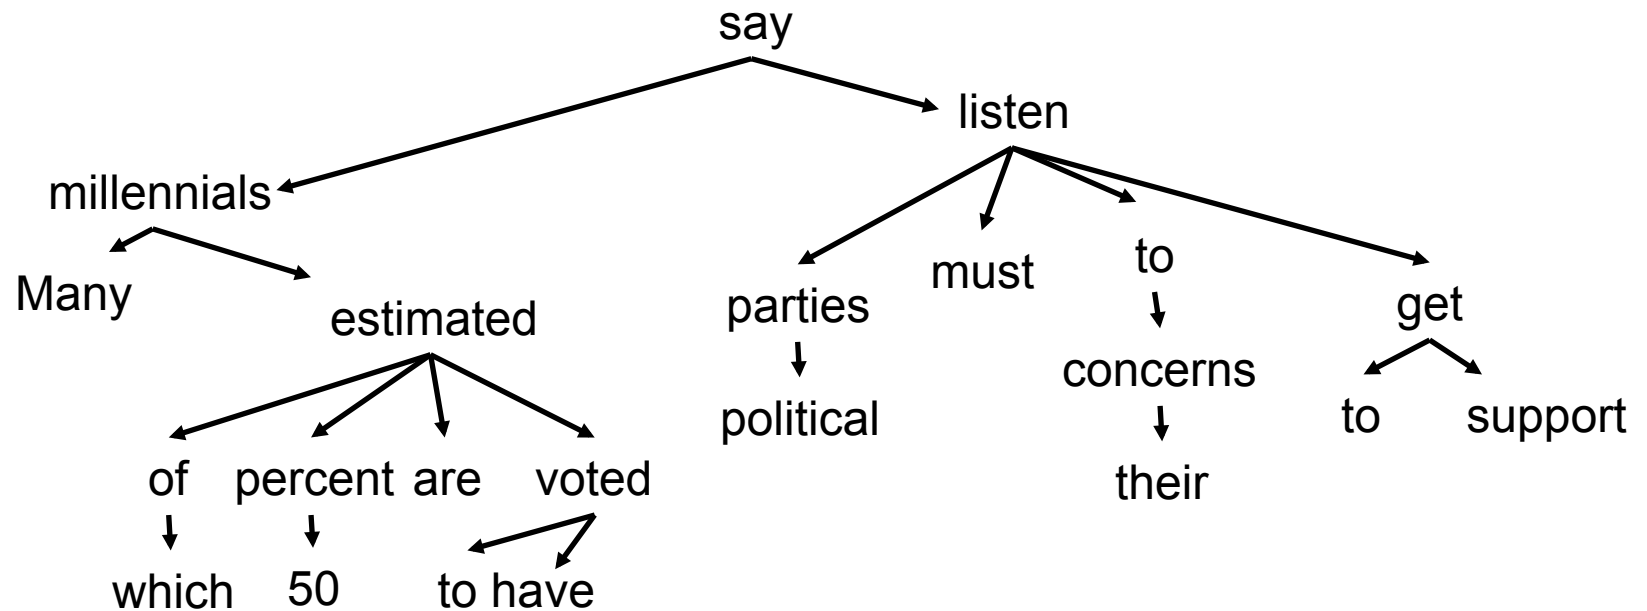 say
listen
millennials
Many
estimated
parties
must
to
get
of
percent
are
voted
political
concerns
to
support
which
50
to
have
their